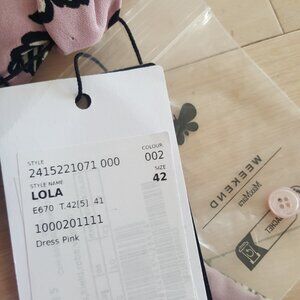 STYLE
COLOUR
2415221071 000
002
STYLE NAME
SIZE
LOLA
42
E670 T.42[5] 41
1000201111
Dress Pink
WEEKEND
MaxMara